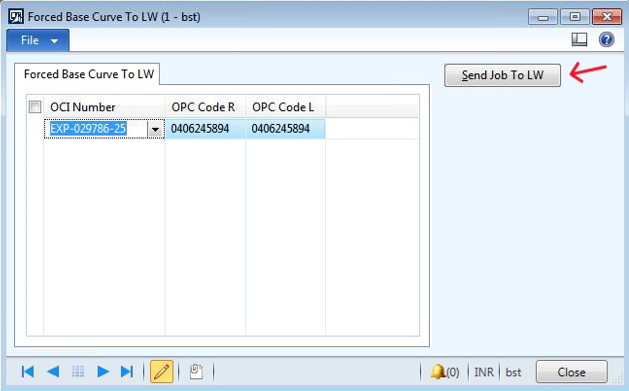 Forced Base Curve To LW (1 - bst)
File
Forced Base Curve To LW
Send Job To LW
OCI Number OPC Code R OPC Code L
EXP-029786-25 0406245894 0406245894
(0) INR bst Close